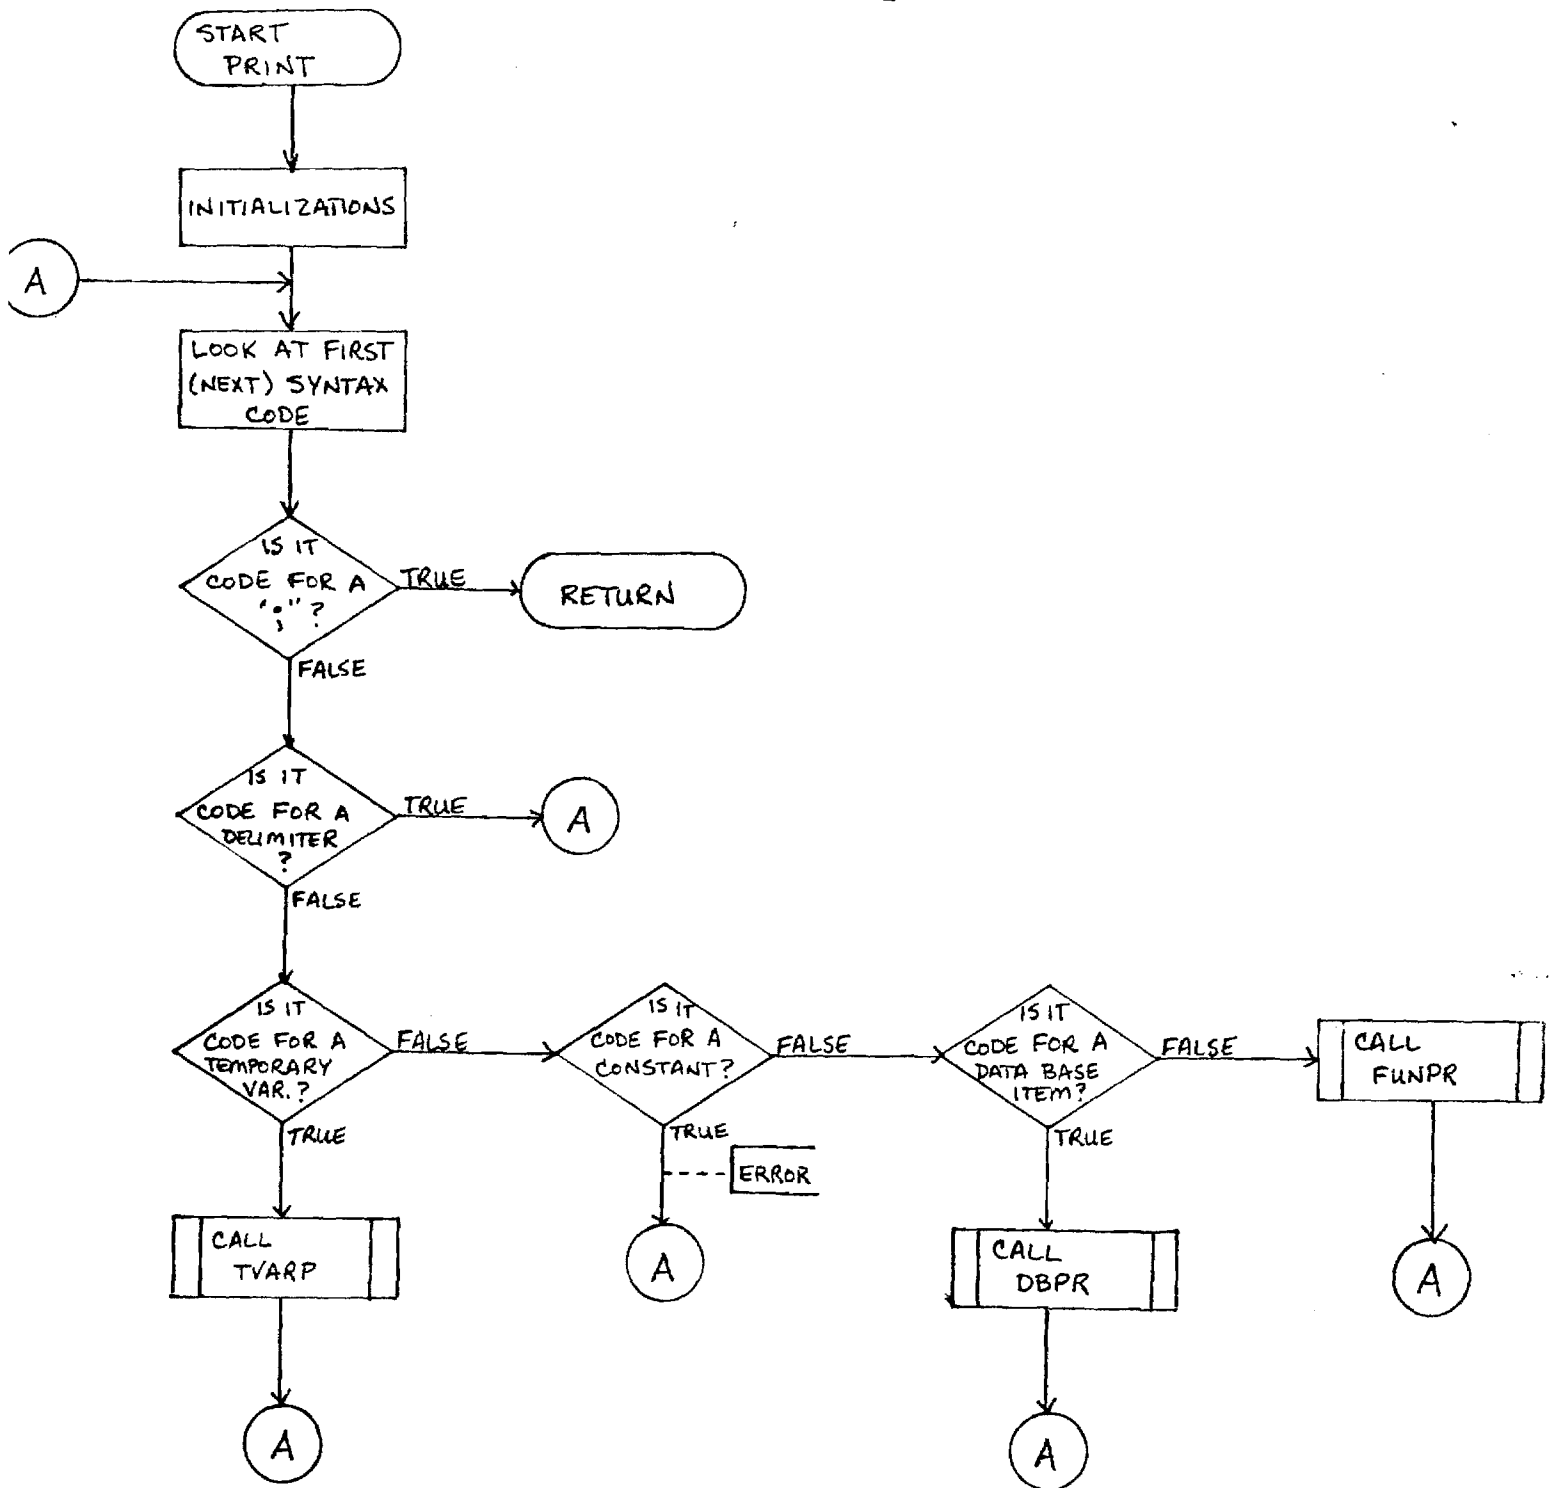 START
PRINT
INITIALIZATIONS
A
LOOK AT FIRST
(NEXT) SYNTAX
CODE
IS IT
CODE FOR A
";"?
TRUE
RETURN
FALSE
IS IT
CODE FOR A
DELIMITER
?
TRUE
A
FALSE
IS IT
CODE FOR A
TEMPORARY
VAR.?
FALSE
IS IT
CODE FOR A
CONSTANT?
FALSE
IS IT
CODE FOR A
DATA BASE
ITEM?
FALSE
CALL
FUNPR
TRUE
TRUE
ERROR
TRUE
CALL
TVARP
A
CALL
DBPR
A
A
A